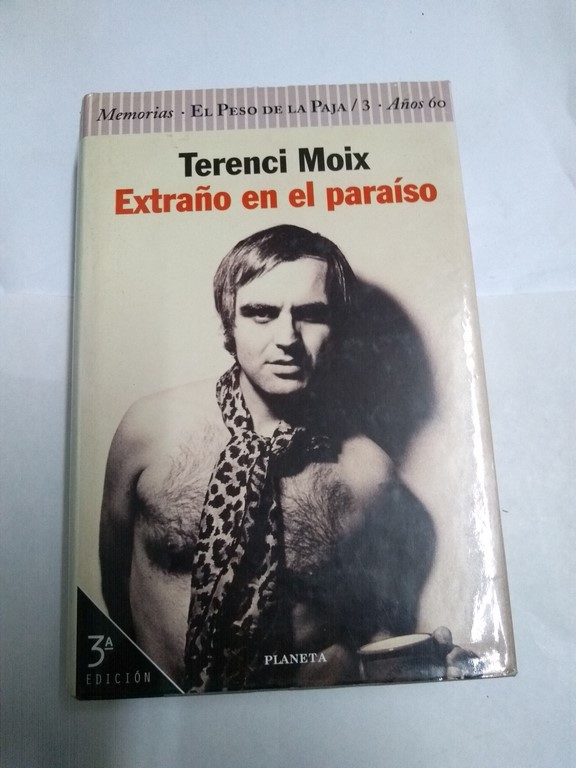 Memorias · EL PESO DE LA PAJA / 3 · Años 60
Terenci Moix
Extraño en el paraíso
3ª
EDICIÓN
PLANETA